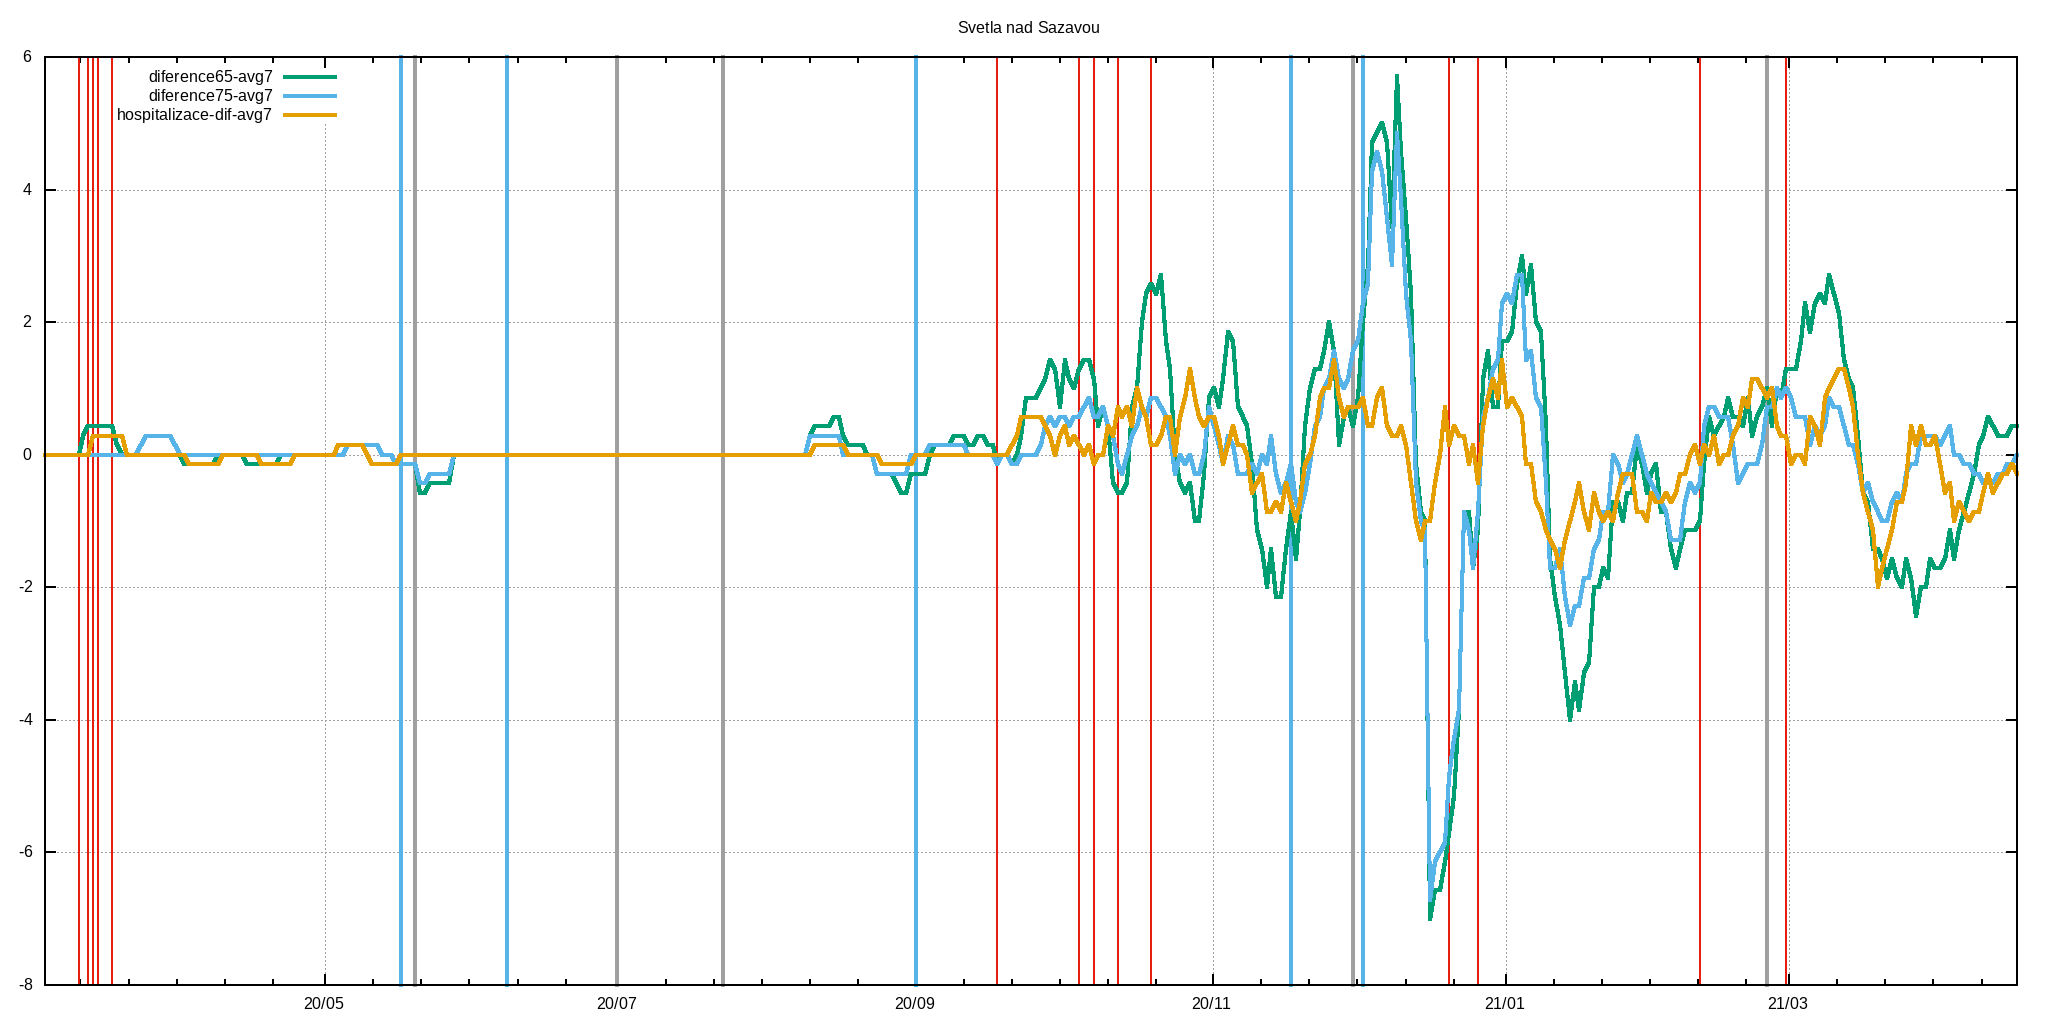 Svetla nad Sazavou
6
diference65-avg7
diference75-avg7
hospitalizace-dif-avg7
4
2
0
-2
-4
-6
-8
20/05 20/07 20/09 20/11 21/01 21/03